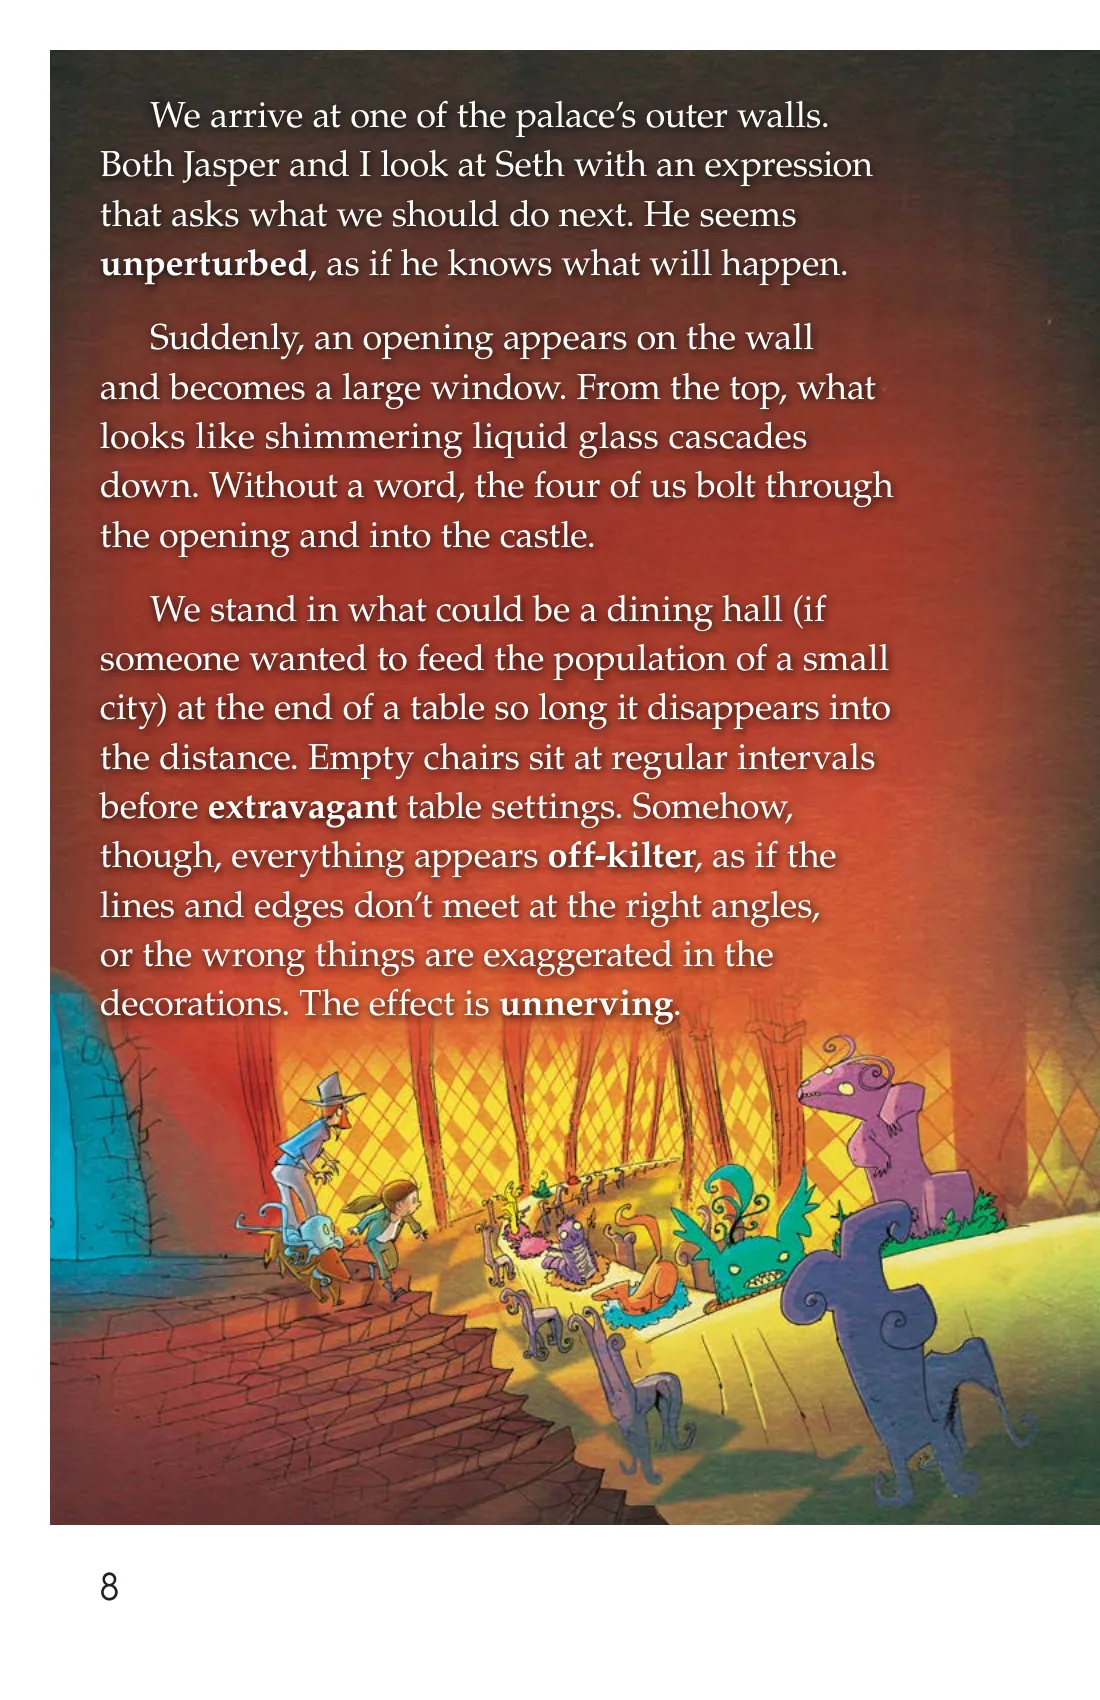 We arrive at one of the palace’s outer walls.
Both Jasper and I look at Seth with an expression
that asks what we should do next. He seems
unperturbed, as if he knows what will happen.
Suddenly, an opening appears on the wall
and becomes a large window. From the top, what
looks like shimmering liquid glass cascades
down. Without a word, the four of us bolt through
the opening and into the castle.
We stand in what could be a dining hall (if
someone wanted to feed the population of a small
city) at the end of a table so long it disappears into
the distance. Empty chairs sit at regular intervals
before extravagant table settings. Somehow,
though, everything appears off-kilter, as if the
lines and edges don’t meet at the right angles,
or the wrong things are exaggerated in the
decorations. The effect is unnerving.
8